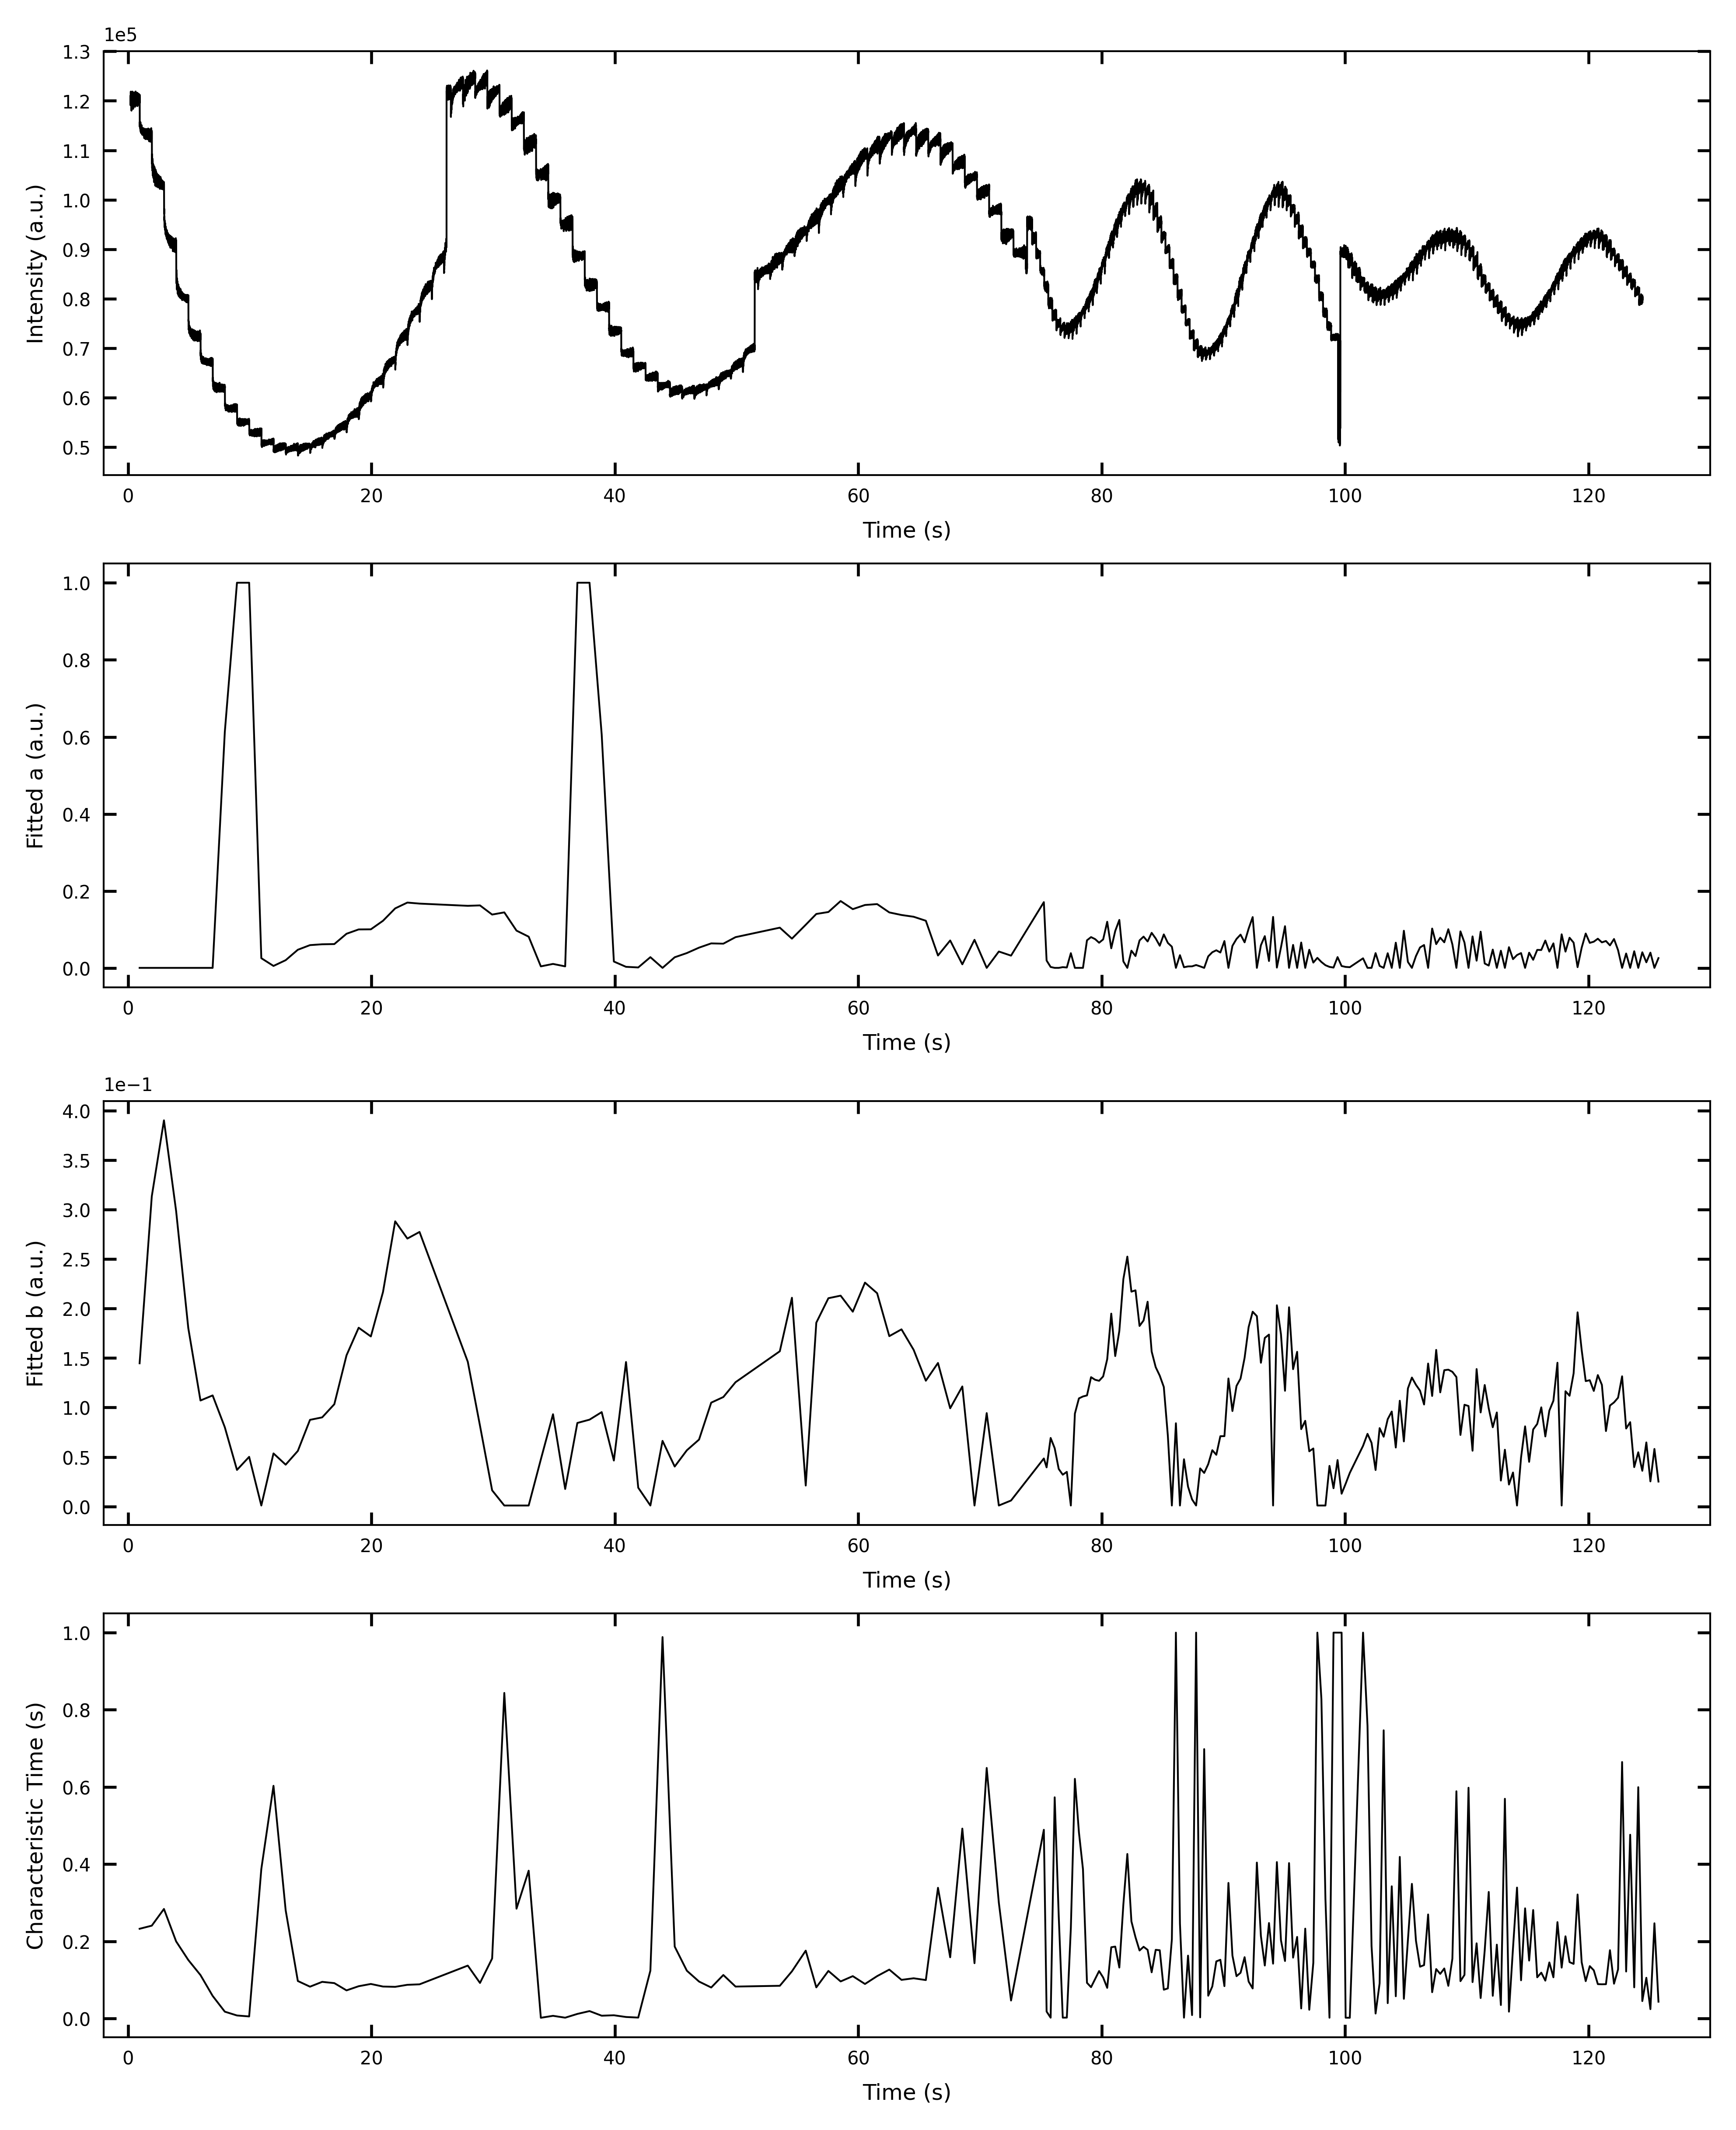 1e5
1.3
1.2
1.1
1.0
0.9
0.8
0.7
0.6
0.5
Intensity (a.u.)
0 20 40 60 80 100 120
Time (s)
1.0
0.8
0.6
0.4
0.2
0.0
Fitted a (a.u.)
0 20 40 60 80 100 120
Time (s)
1e−1
4.0
3.5
3.0
2.5
2.0
1.5
1.0
0.5
0.0
Fitted b (a.u.)
0 20 40 60 80 100 120
Time (s)
1.0
0.8
0.6
0.4
0.2
0.0
Characteristic Time (s)
0 20 40 60 80 100 120
Time (s)